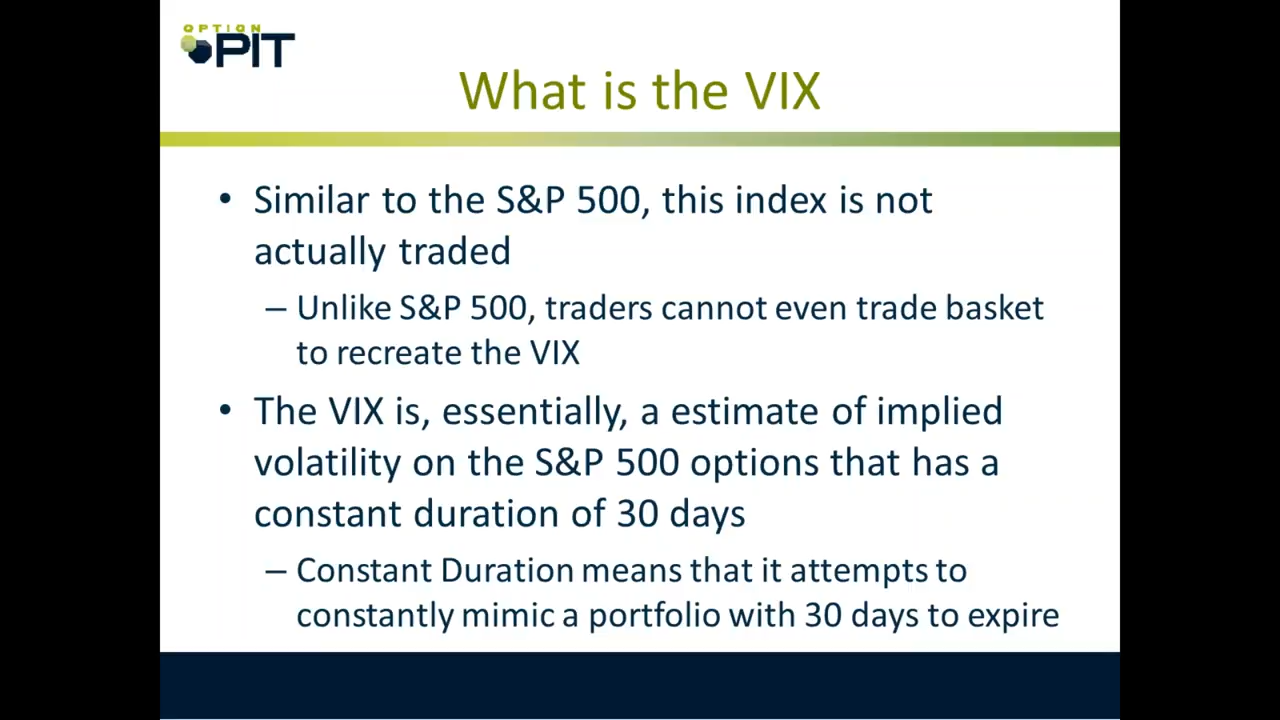 OPTION
PIT
What is the VIX
• Similar to the S&P 500, this index is not
actually traded
– Unlike S&P 500, traders cannot even trade basket
to recreate the VIX
• The VIX is, essentially, a estimate of implied
volatility on the S&P 500 options that has a
constant duration of 30 days
– Constant Duration means that it attempts to
constantly mimic a portfolio with 30 days to expire